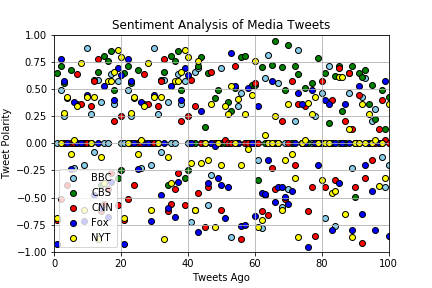 Sentiment Analysis of Media Tweets
1.00
0.75
0.50
0.25
0.00
−0.25
−0.50
−0.75
−1.00
Tweet Polarity
BBC
CBS
CNN
Fox
NYT
0 20 40 60 80 100
Tweets Ago